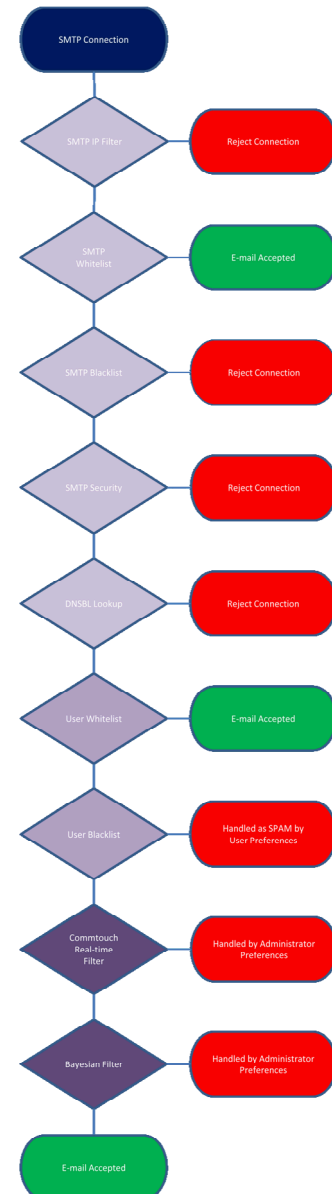 SMTP Connection
SMTP IP Filter
Reject Connection
SMTP
Whitelist
E-mail Accepted
SMTP Blacklist
Reject Connection
SMTP Security
Reject Connection
DNSBL Lookup
Reject Connection
User Whitelist
E-mail Accepted
User Blacklist
Handled as SPAM by
User Preferences
Commtouch
Real-time
Filter
Handled by Administrator
Preferences
Bayesian Filter
Handled by Administrator
Preferences
E-mail Accepted